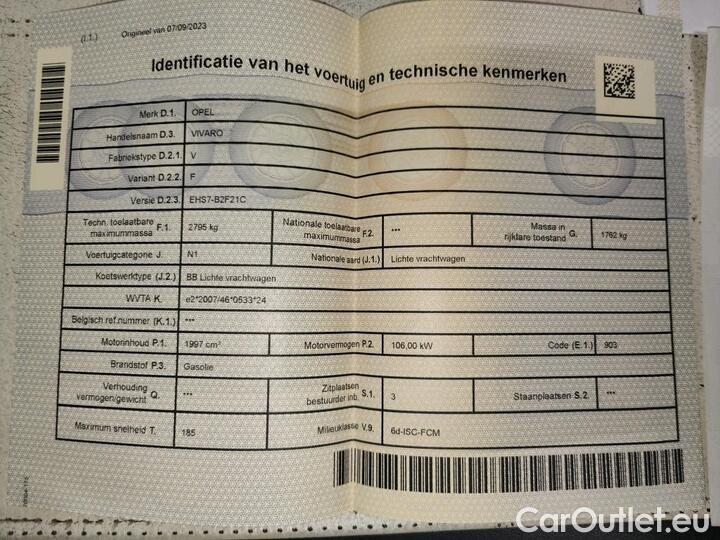 (I.1.) Origineel van 07/09/2023
Identificatie van het voertuig en technische kenmerken
Merk D.1. OPEL
Handelsnaam D.3. VIVARO
Fabriekstype D.2.1. V
Variant D.2.2. F
Versie D.2.3. EHS7-B2F21C
Techn. toelaatbare maximummassa F.1. 2795 kg Nationale toelaatbare maximummassa F.2. *** Massa in rijklare toestand G. 1762 kg
Voertuigcategorie J. N1 Nationale aard (J.1.) Lichte vrachtwagen
Koetswerktype (J.2.) BB Lichte vrachtwagen
WVTA K. e2*2007/46*0533*24
Belgisch ref.nummer (K.1.) ***
Motorinhoud P.1. 1997 cm³ Motorvermogen P.2. 106,00 kW Code (E.1.) 903
Brandstof P.3. Gasolie
Verhouding vermogen/gewicht Q. *** Zitplaatsen bestuurder inb. S.1. 3 Staanplaatsen S.2. ***
Maximum snelheid T. 185 Milieuklasse V.9. 6d-ISC-FCM
CarOutlet.eu